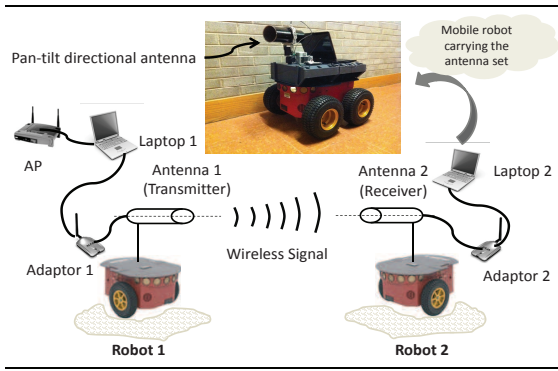 Pan-tilt directional antenna
Mobile robot
carrying the
antenna set
AP
Laptop 1
Antenna 1
(Transmitter)
Antenna 2
(Receiver)
Laptop 2
Wireless Signal
Adaptor 1
Adaptor 2
Robot 1
Robot 2